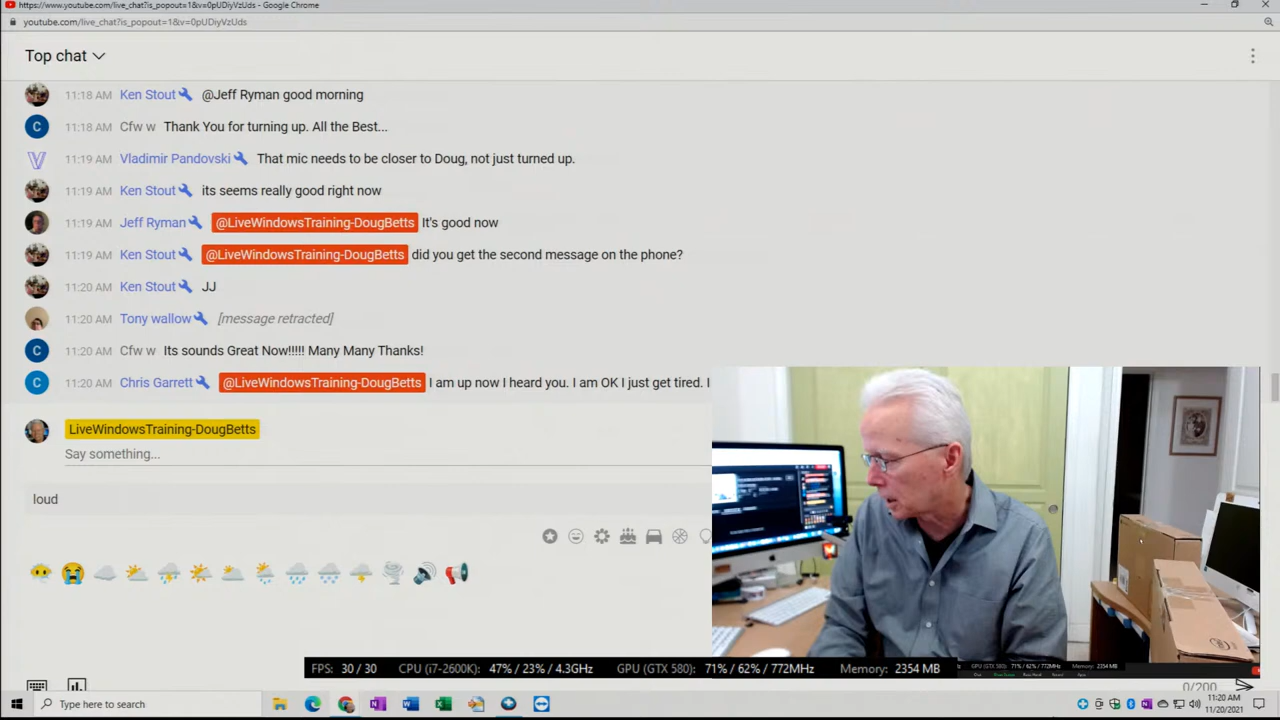 https://www.youtube.com/live_chat?is_popout=1&v=0pUDiyVzUds - Google Chrome
youtube.com/live_chat?is_popout=1&v=0pUDiyVzUds
Top chat
11:18 AM Ken Stout @Jeff Ryman good morning
C 11:18 AM Cfw w Thank You for turning up. All the Best...
11:19 AM Vladimir Pandovski That mic needs to be closer to Doug, not just turned up.
11:19 AM Ken Stout its seems really good right now
11:19 AM Jeff Ryman @LiveWindowsTraining-DougBetts It's good now
11:19 AM Ken Stout @LiveWindowsTraining-DougBetts did you get the second message on the phone?
11:20 AM Ken Stout JJ
11:20 AM Tony wallow [message retracted]
C 11:20 AM Cfw w Its sounds Great Now!!!!! Many Many Thanks!
C 11:20 AM Chris Garrett @LiveWindowsTraining-DougBetts I am up now I heard you. I am OK I just get tired. I
LiveWindowsTraining-DougBetts
Say something...
loud
FPS: 30 / 30 CPU (i7-2600K): 47% / 23% / 4.3GHz GPU (GTX 580): 71% / 62% / 772MHz Memory: 2354 MB
71% / 62% / 772MHz Memory: 2354 MB
0/200
Type here to search
11:20 AM
11/20/2021